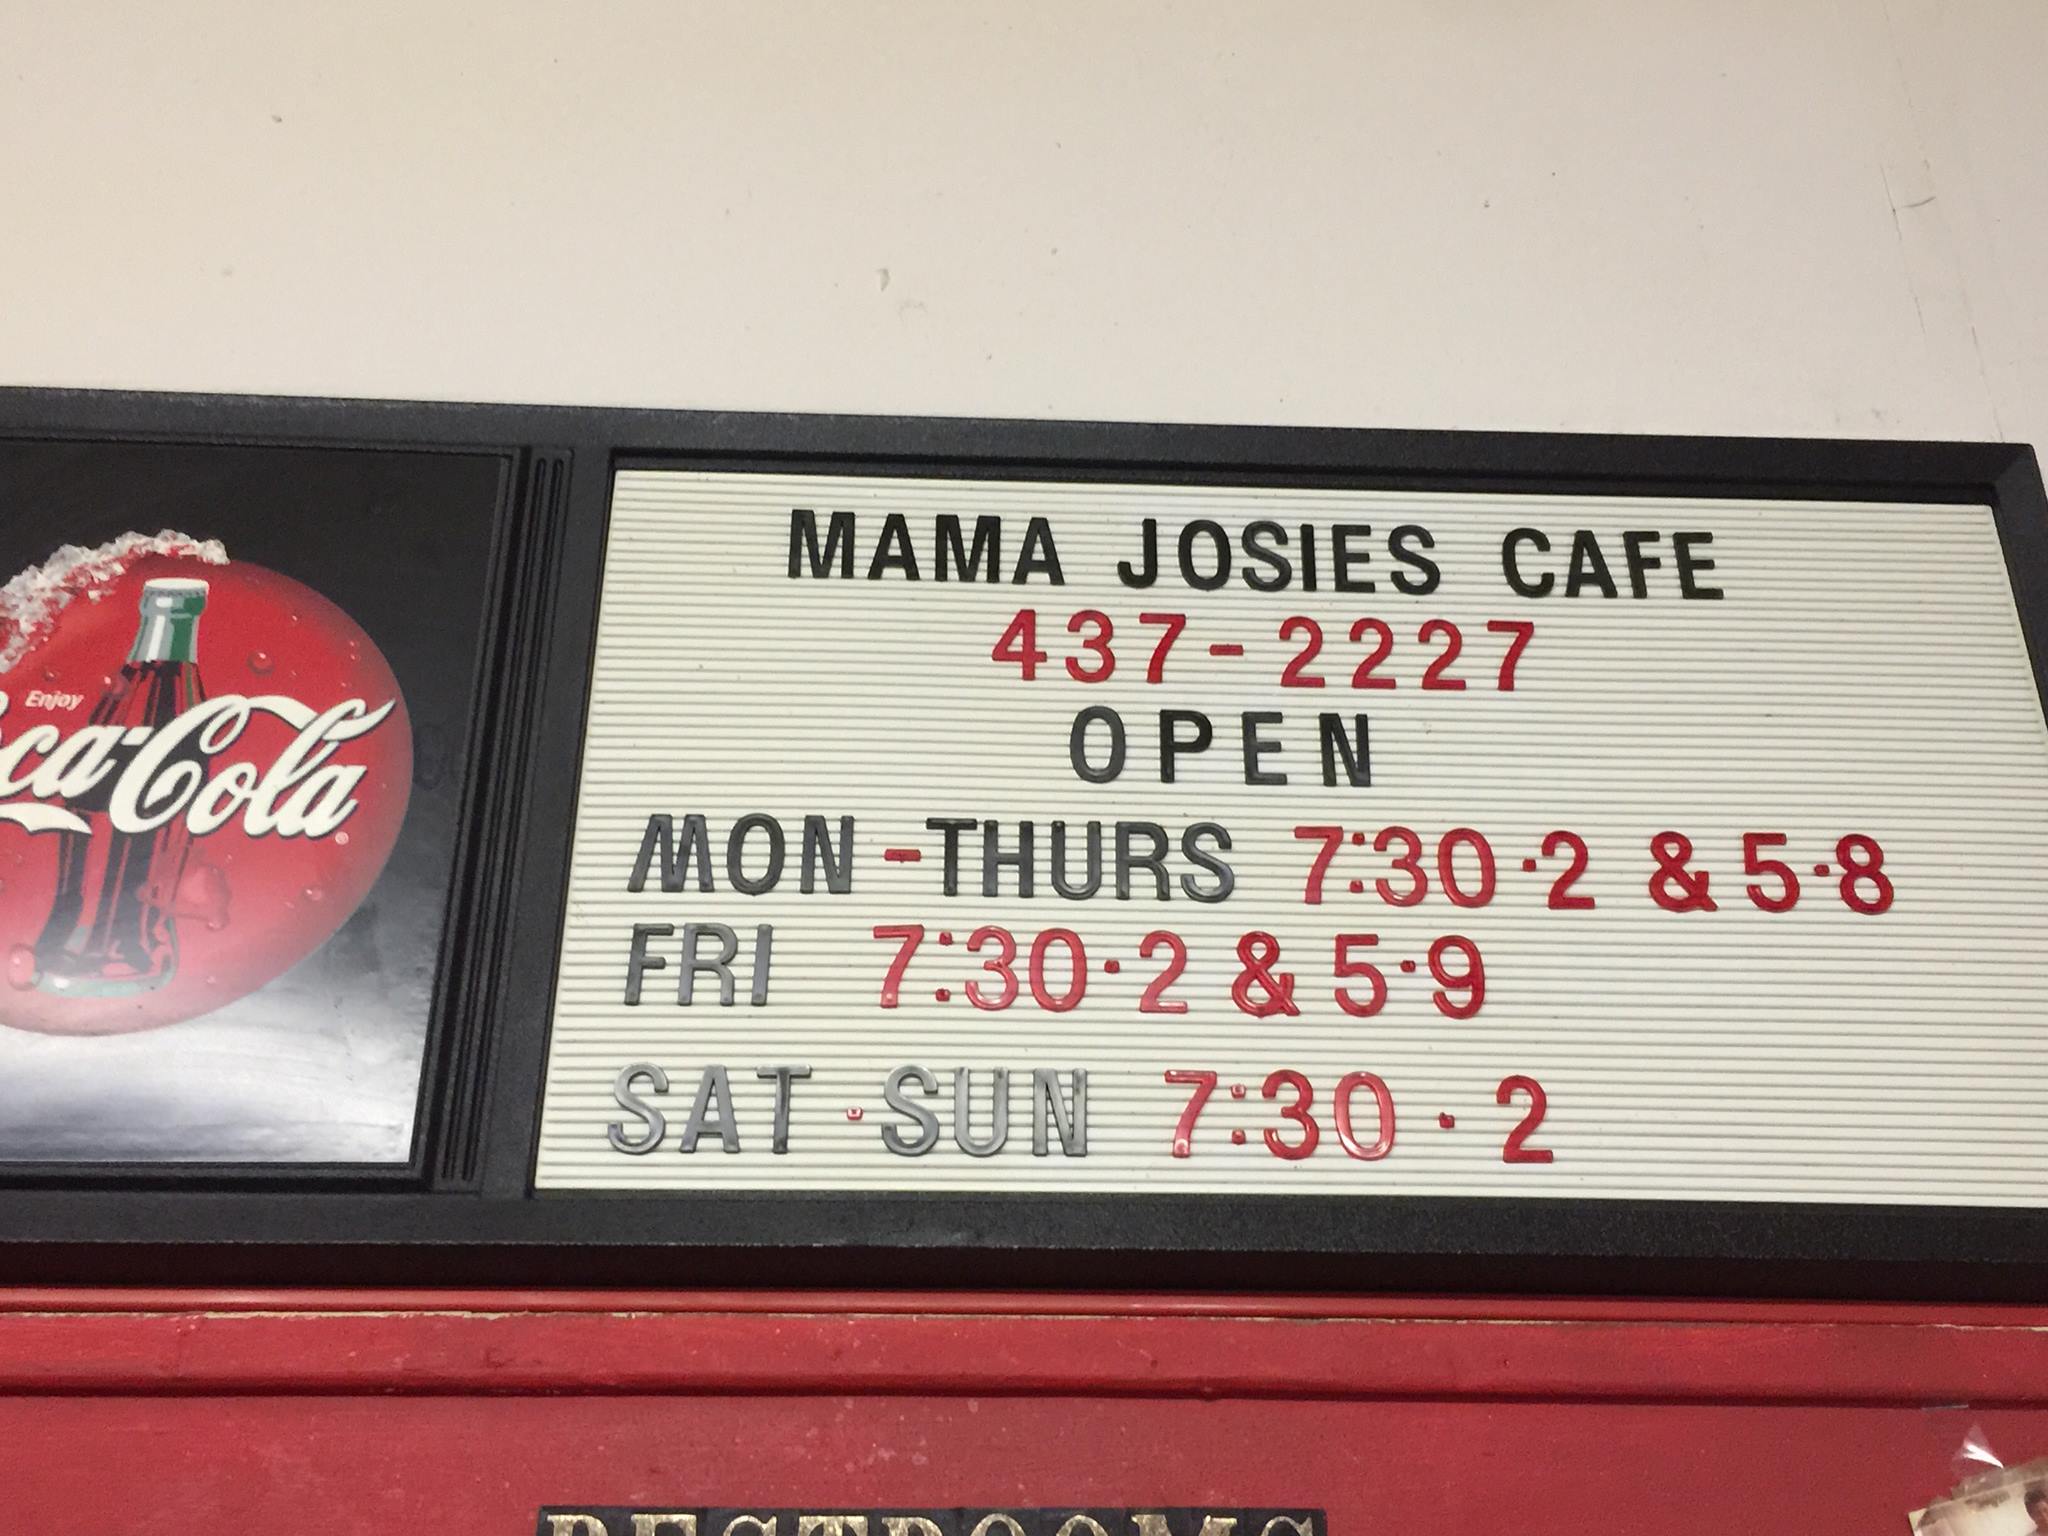 MAMA JOSIES CAFE
437-2227
OPEN
MON-THURS 7:30·2 & 5·8
FRI 7:30·2 & 5·9
SAT·SUN 7:30·2
Enjoy
Coca-Cola
RESTROOMS